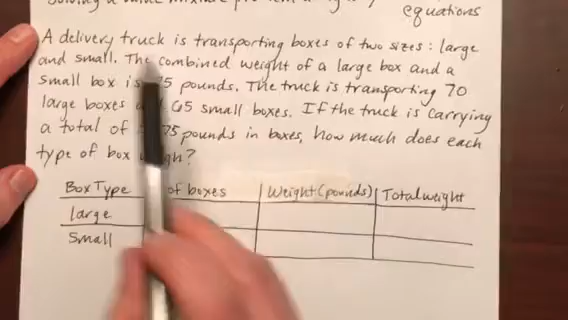 equations
A delivery truck is transporting boxes of two sizes: large
and small. The combined weight of a large box and a
small box is 75 pounds. The truck is transporting 70
large boxes 65 small boxes. If the truck is carrying
a total of 75 pounds in boxes, how much does each
type of box
Box Type of boxes Weight (pounds) Total weight
large
Small